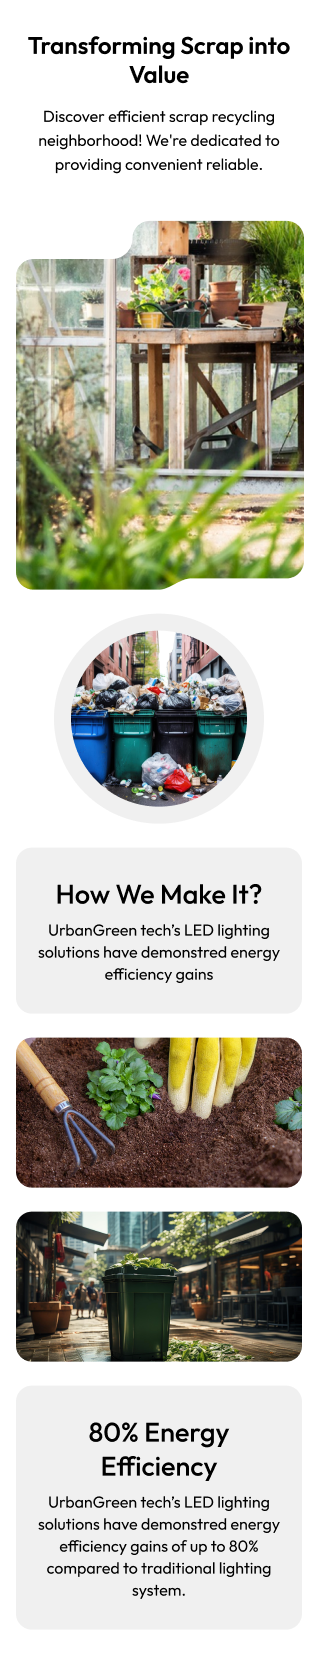 Transforming Scrap into
Value
Discover efficient scrap recycling
neighborhood! We're dedicated to
providing convenient reliable.
How We Make It?
UrbanGreen tech's LED lighting
solutions have demonstred energy
efficiency gains
80% Energy
Efficiency
UrbanGreen tech's LED lighting
solutions have demonstred energy
efficiency gains of up to 80%
compared to traditional lighting
system.